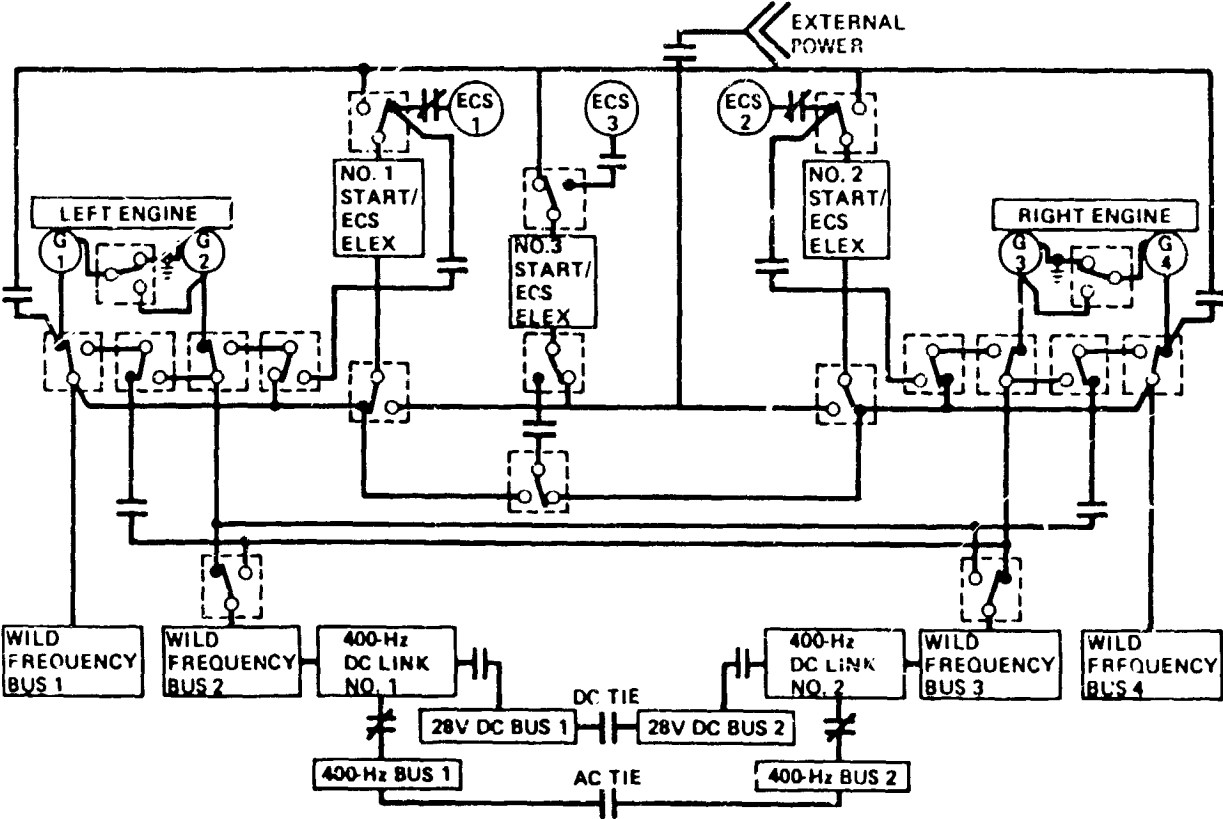 EXTERNAL
POWER
ECS
1
ECS
3
ECS
2
NO. 1
START/
ECS
ELEX
NO. 2
START/
ECS
ELEX
LEFT ENGINE
RIGHT ENGINE
G
1
G
2
NO.3
START/
ECS
ELEX
G
3
G
4
WILD
FREQUENCY
BUS 1
WILD
FREQUENCY
BUS 2
400-Hz
DC LINK
NO. 1
400-Hz
DC LINK
NO. 2
WILD
FREQUENCY
BUS 3
WILD
FREQUENCY
BUS 4
DC TIE
28V DC BUS 1
28V DC BUS 2
400-Hz BUS 1
AC TIE
400-Hz BUS 2